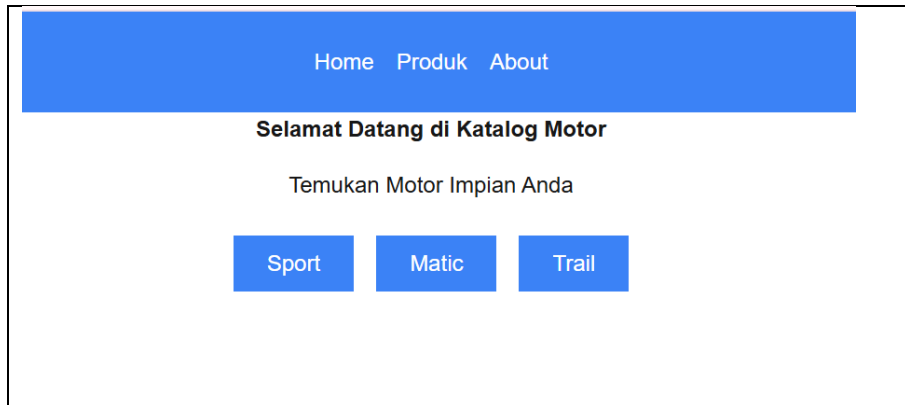 Home Produk About
Selamat Datang di Katalog Motor
Temukan Motor Impian Anda
Sport Matic Trail